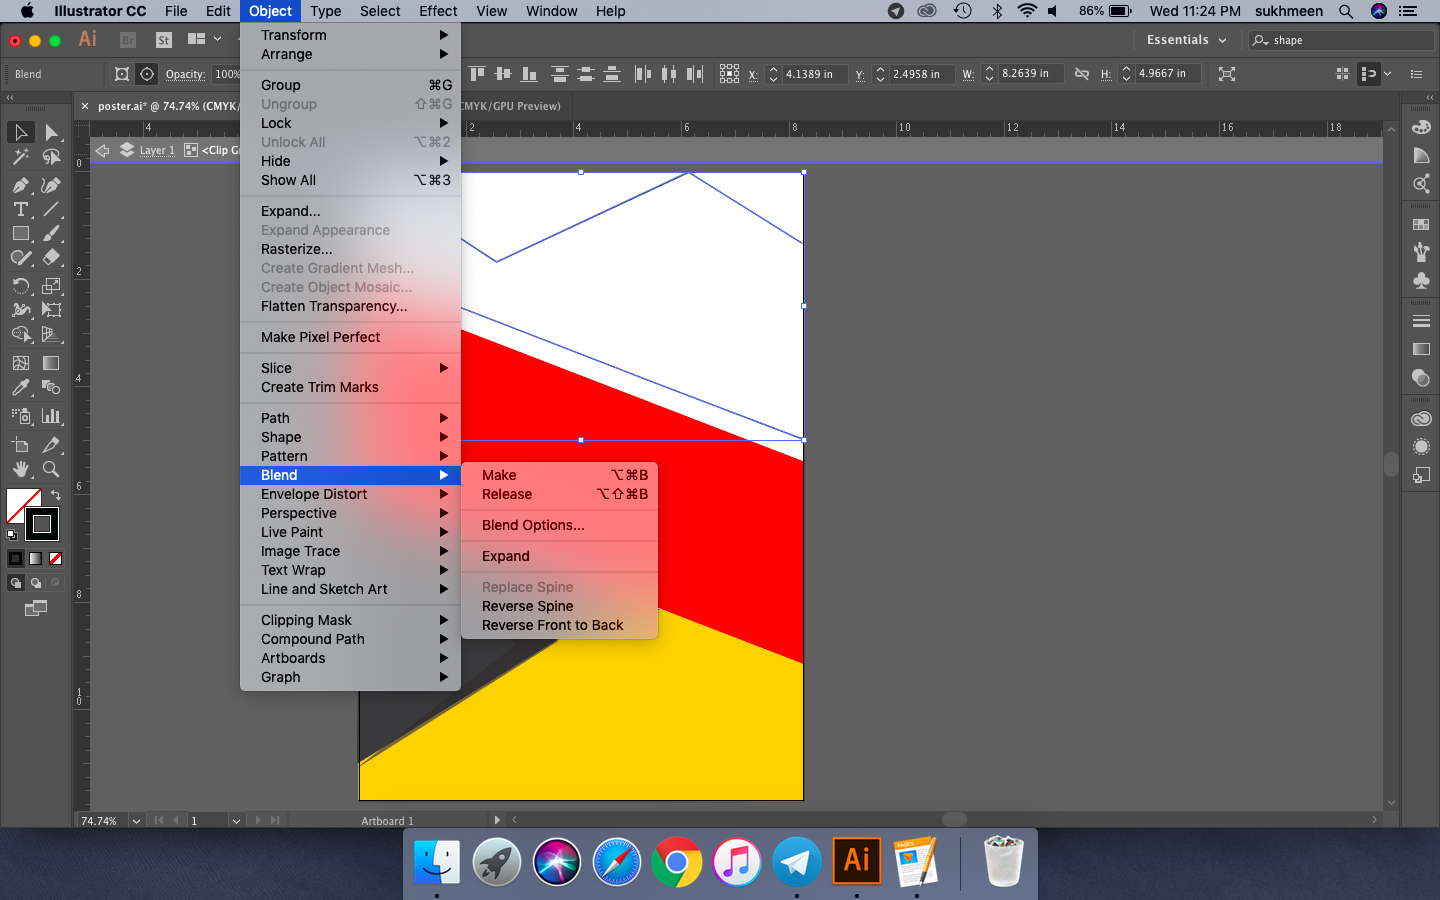 Illustrator CC File Edit Object Type Select Effect View Window Help 86% Wed 11:24 PM sukhmeen
Ai Br St Essentials shape
Blend Opacity: 100% X: 4.1389 in Y: 2.4958 in W: 8.2639 in H: 4.9667 in
× poster.ai* @ 74.74% (CMYK/ CMYK/GPU Preview)
4 2 4 6 8 10 12 14 16 18
Layer 1 <Clip Gr
Transform
Arrange
Group ⌘G
Ungroup ⇧⌘G
Lock
Unlock All ⌥⌘2
Hide
Show All ⌥⌘3
Expand...
Expand Appearance
Rasterize...
Create Gradient Mesh...
Create Object Mosaic...
Flatten Transparency...
Make Pixel Perfect
Slice
Create Trim Marks
Path
Shape
Pattern
Blend
Envelope Distort
Perspective
Live Paint
Image Trace
Text Wrap
Line and Sketch Art
Clipping Mask
Compound Path
Artboards
Graph
Make ⌥⌘B
Release ⌥⇧⌘B
Blend Options...
Expand
Replace Spine
Reverse Spine
Reverse Front to Back
0
2
4
6
8
10
74.74% 1 Artboard 1
Ai PAGES